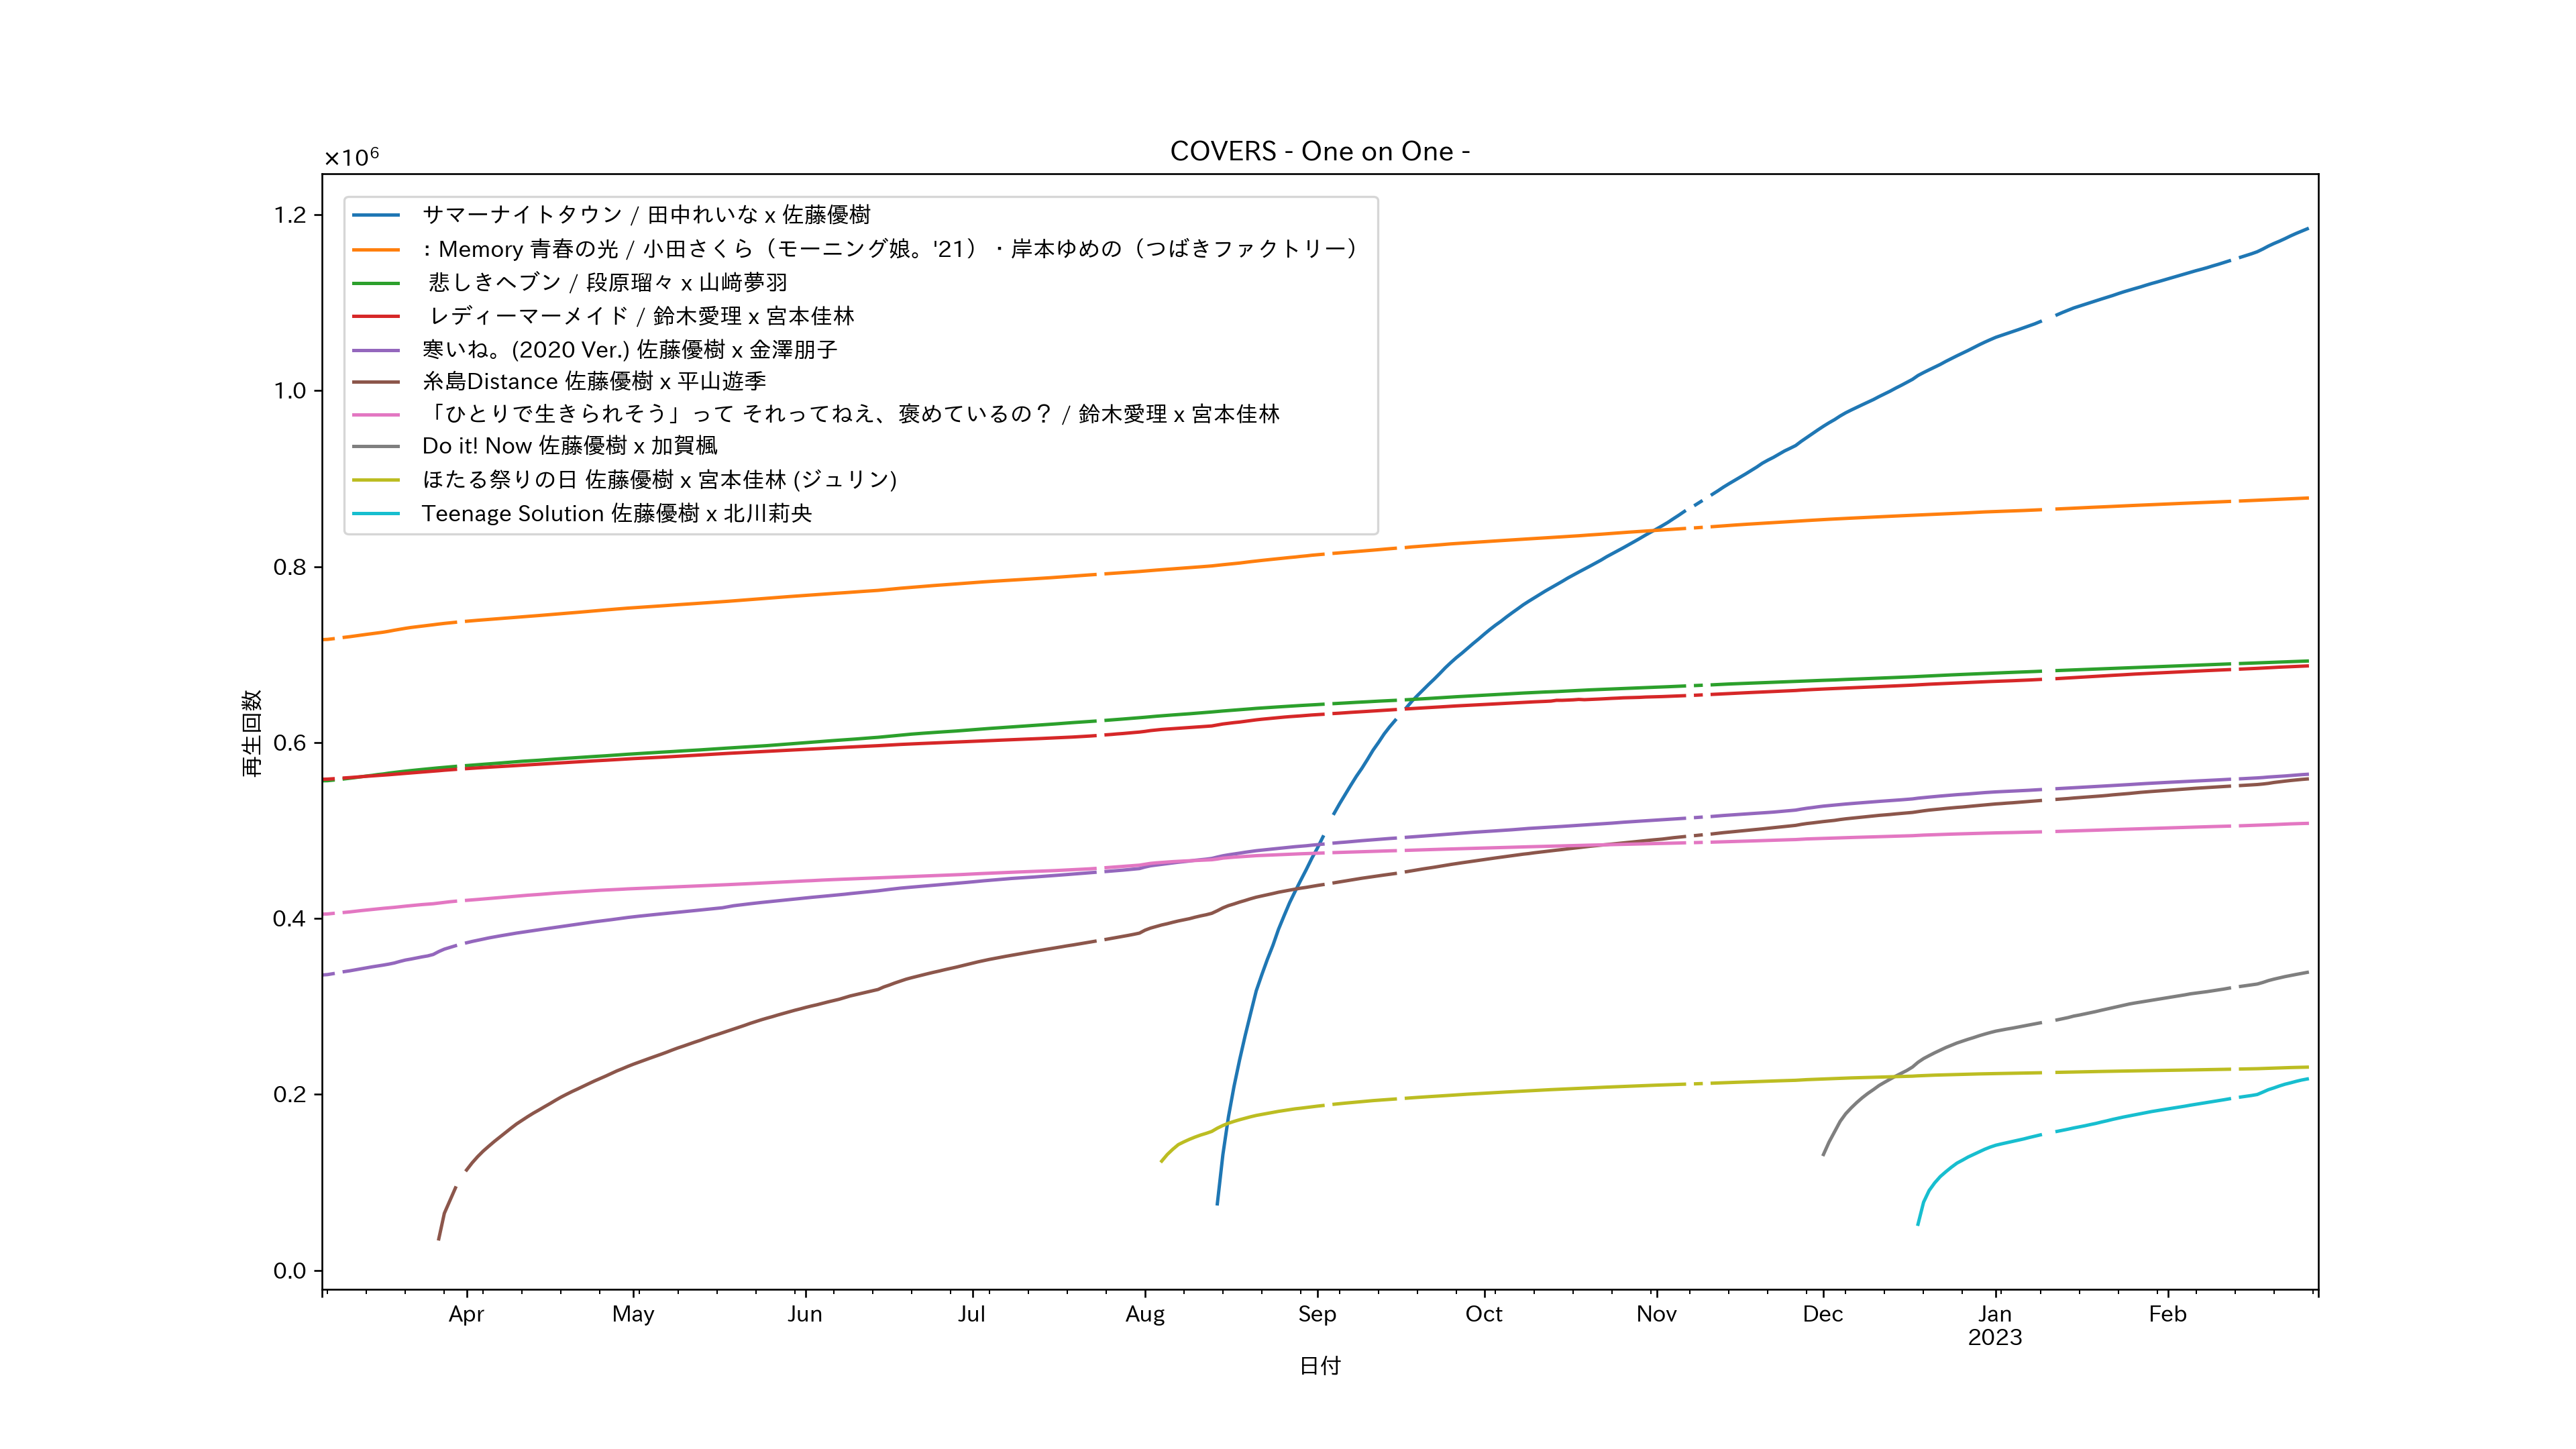 COVERS - One on One -
×10⁶
1.2
1.0
0.8
0.6
0.4
0.2
0.0
再生回数
サマーナイトタウン / 田中れいな x 佐藤優樹
: Memory 青春の光 / 小田さくら（モーニング娘。'21）・岸本ゆめの（つばきファクトリー）
悲しきヘブン / 段原瑠々 x 山﨑夢羽
レディーマーメイド / 鈴木愛理 x 宮本佳林
寒いね。(2020 Ver.) 佐藤優樹 x 金澤朋子
糸島Distance 佐藤優樹 x 平山遊季
「ひとりで生きられそう」って それってねえ、褒めているの？ / 鈴木愛理 x 宮本佳林
Do it! Now 佐藤優樹 x 加賀楓
ほたる祭りの日 佐藤優樹 x 宮本佳林 (ジュリン)
Teenage Solution 佐藤優樹 x 北川莉央
Apr May Jun Jul Aug Sep Oct Nov Dec Jan Feb
2023
日付